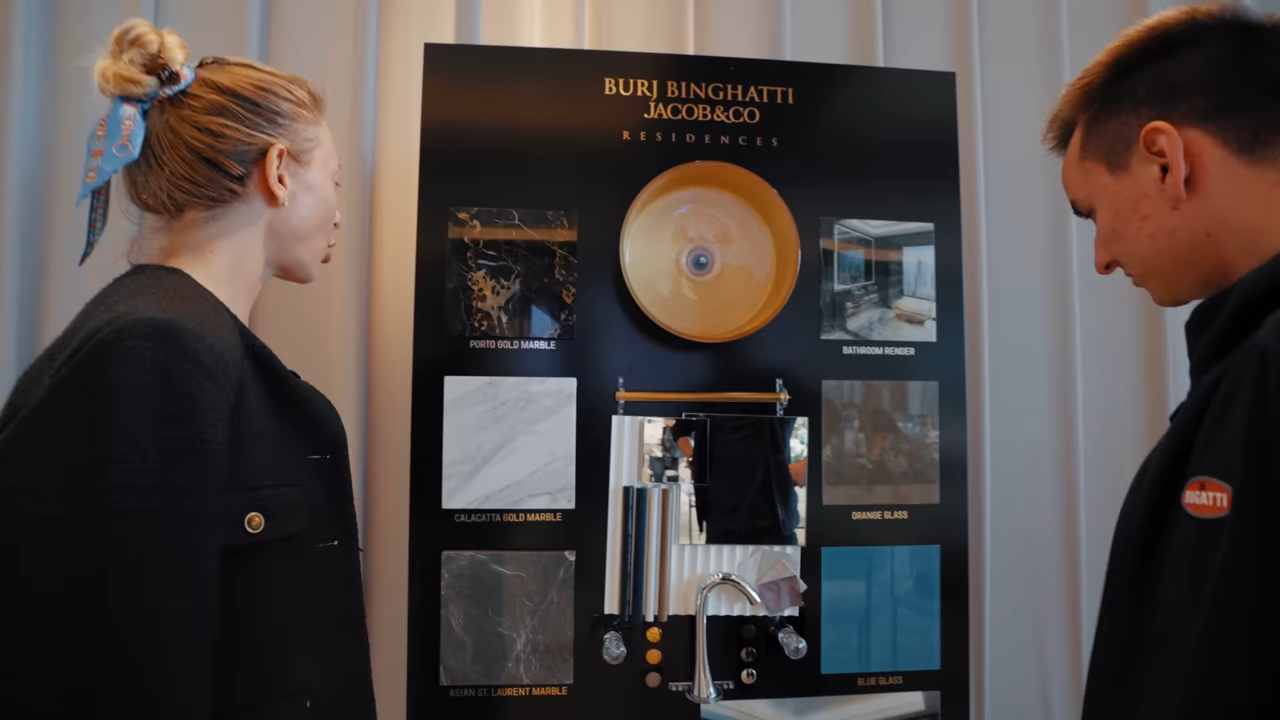 BURJ BINGHATTI
JACOB&CO
RESIDENCES
PORTO GOLD MARBLE
BATHROOM RENDER
CALACATTA GOLD MARBLE
ORANGE GLASS
ASIAN ST. LAURENT MARBLE
BLUE GLASS
BUGATTI